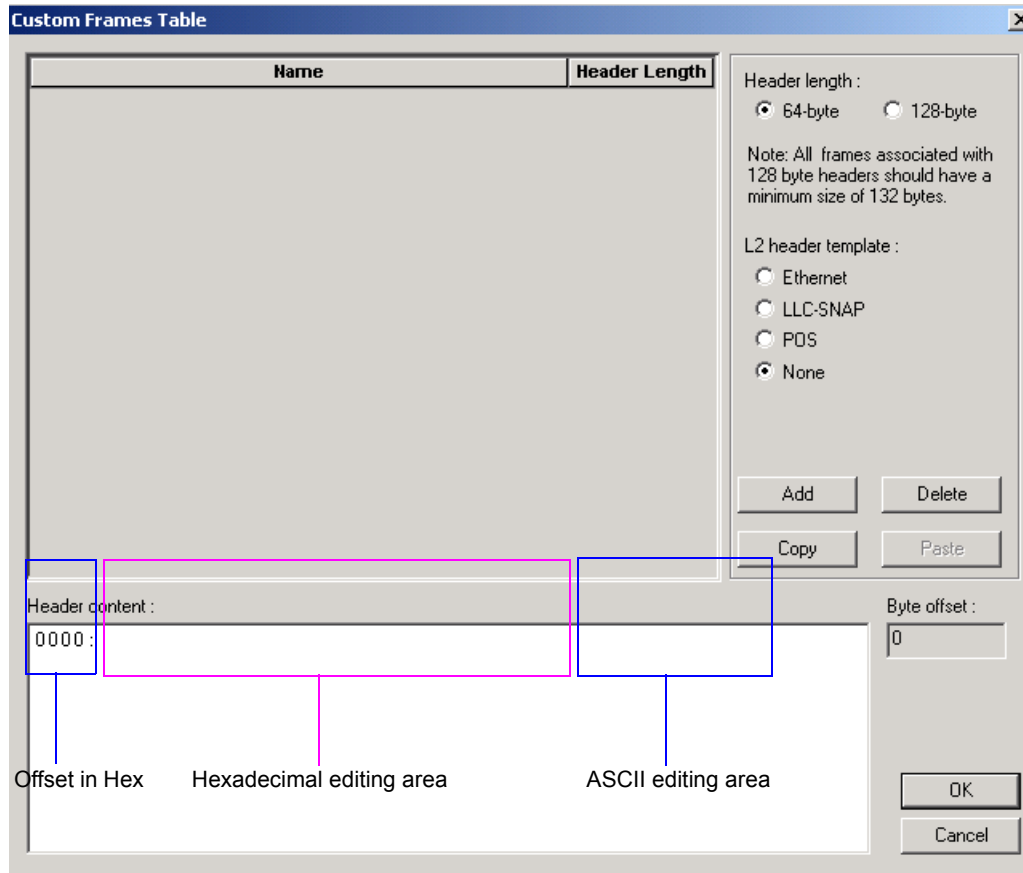 Custom Frames Table
Name
Header Length
Header length :
64-byte
128-byte
Note: All frames associated with
128 byte headers should have a
minimum size of 132 bytes.
L2 header template :
Ethernet
LLC-SNAP
POS
None
Add
Delete
Copy
Paste
Header content :
Byte offset :
0000 :
0
Offset in Hex
Hexadecimal editing area
ASCII editing area
OK
Cancel